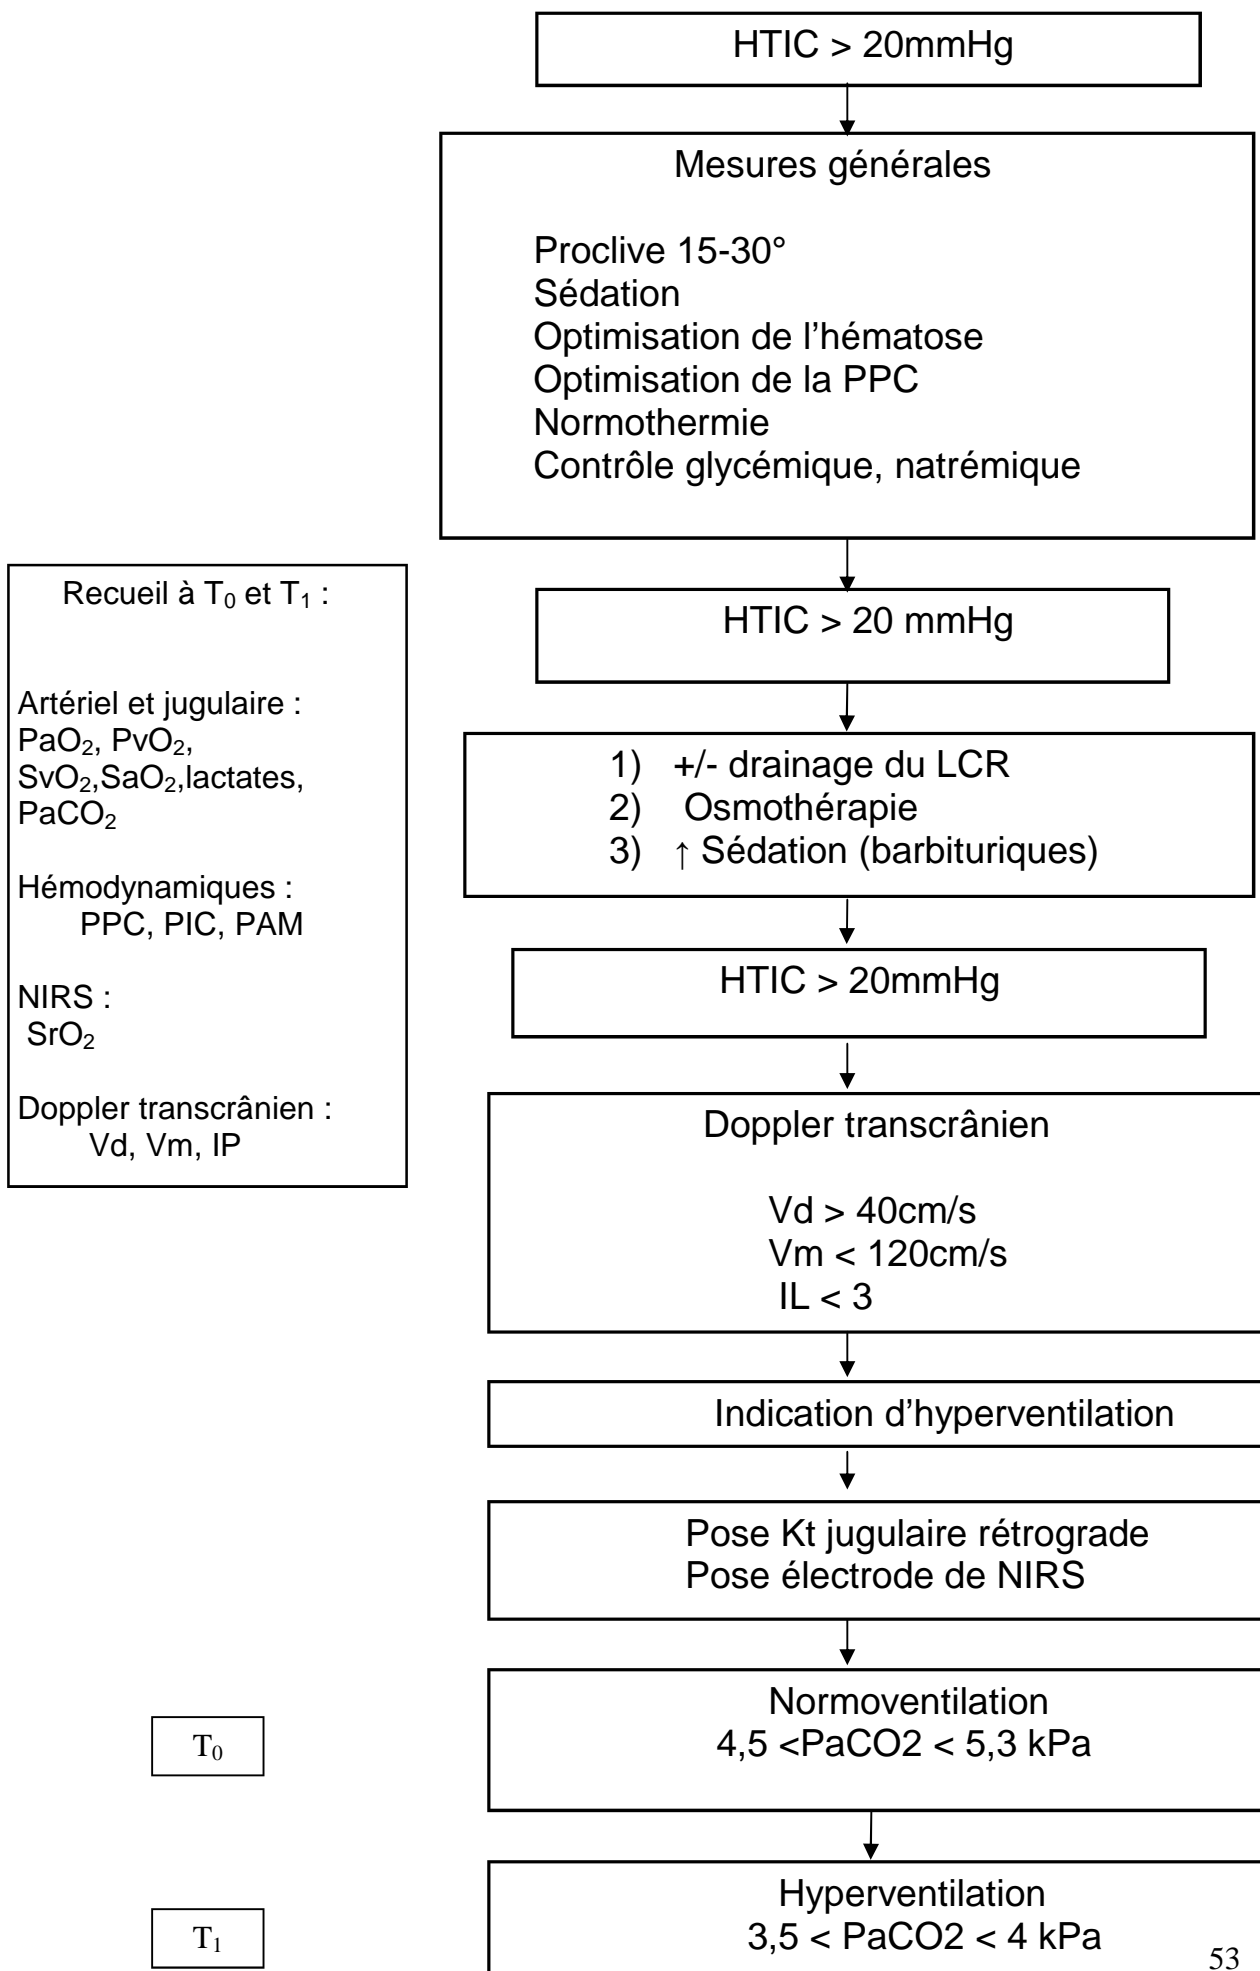 HTIC > 20mmHg
Mesures générales
Proclive 15-30°
Sédation
Optimisation de l'hématose
Optimisation de la PPC
Normothermie
Contrôle glycémique, natrémique
Recueil à T₀ et T₁ :
Artériel et jugulaire :
PaO₂, PvO₂,
SvO₂,SaO₂,lactates,
PaCO₂
Hémodynamiques :
PPC, PIC, PAM
NIRS :
SrO₂
Doppler transcrânien :
Vd, Vm, IP
HTIC > 20 mmHg
1) +/- drainage du LCR
2) Osmothérapie
3) ↑ Sédation (barbituriques)
HTIC > 20mmHg
Doppler transcrânien
Vd > 40cm/s
Vm < 120cm/s
IL < 3
Indication d'hyperventilation
Pose Kt jugulaire rétrograde
Pose électrode de NIRS
T₀
Normoventilation
4,5 <PaCO2 < 5,3 kPa
T₁
Hyperventilation
3,5 < PaCO2 < 4 kPa
53